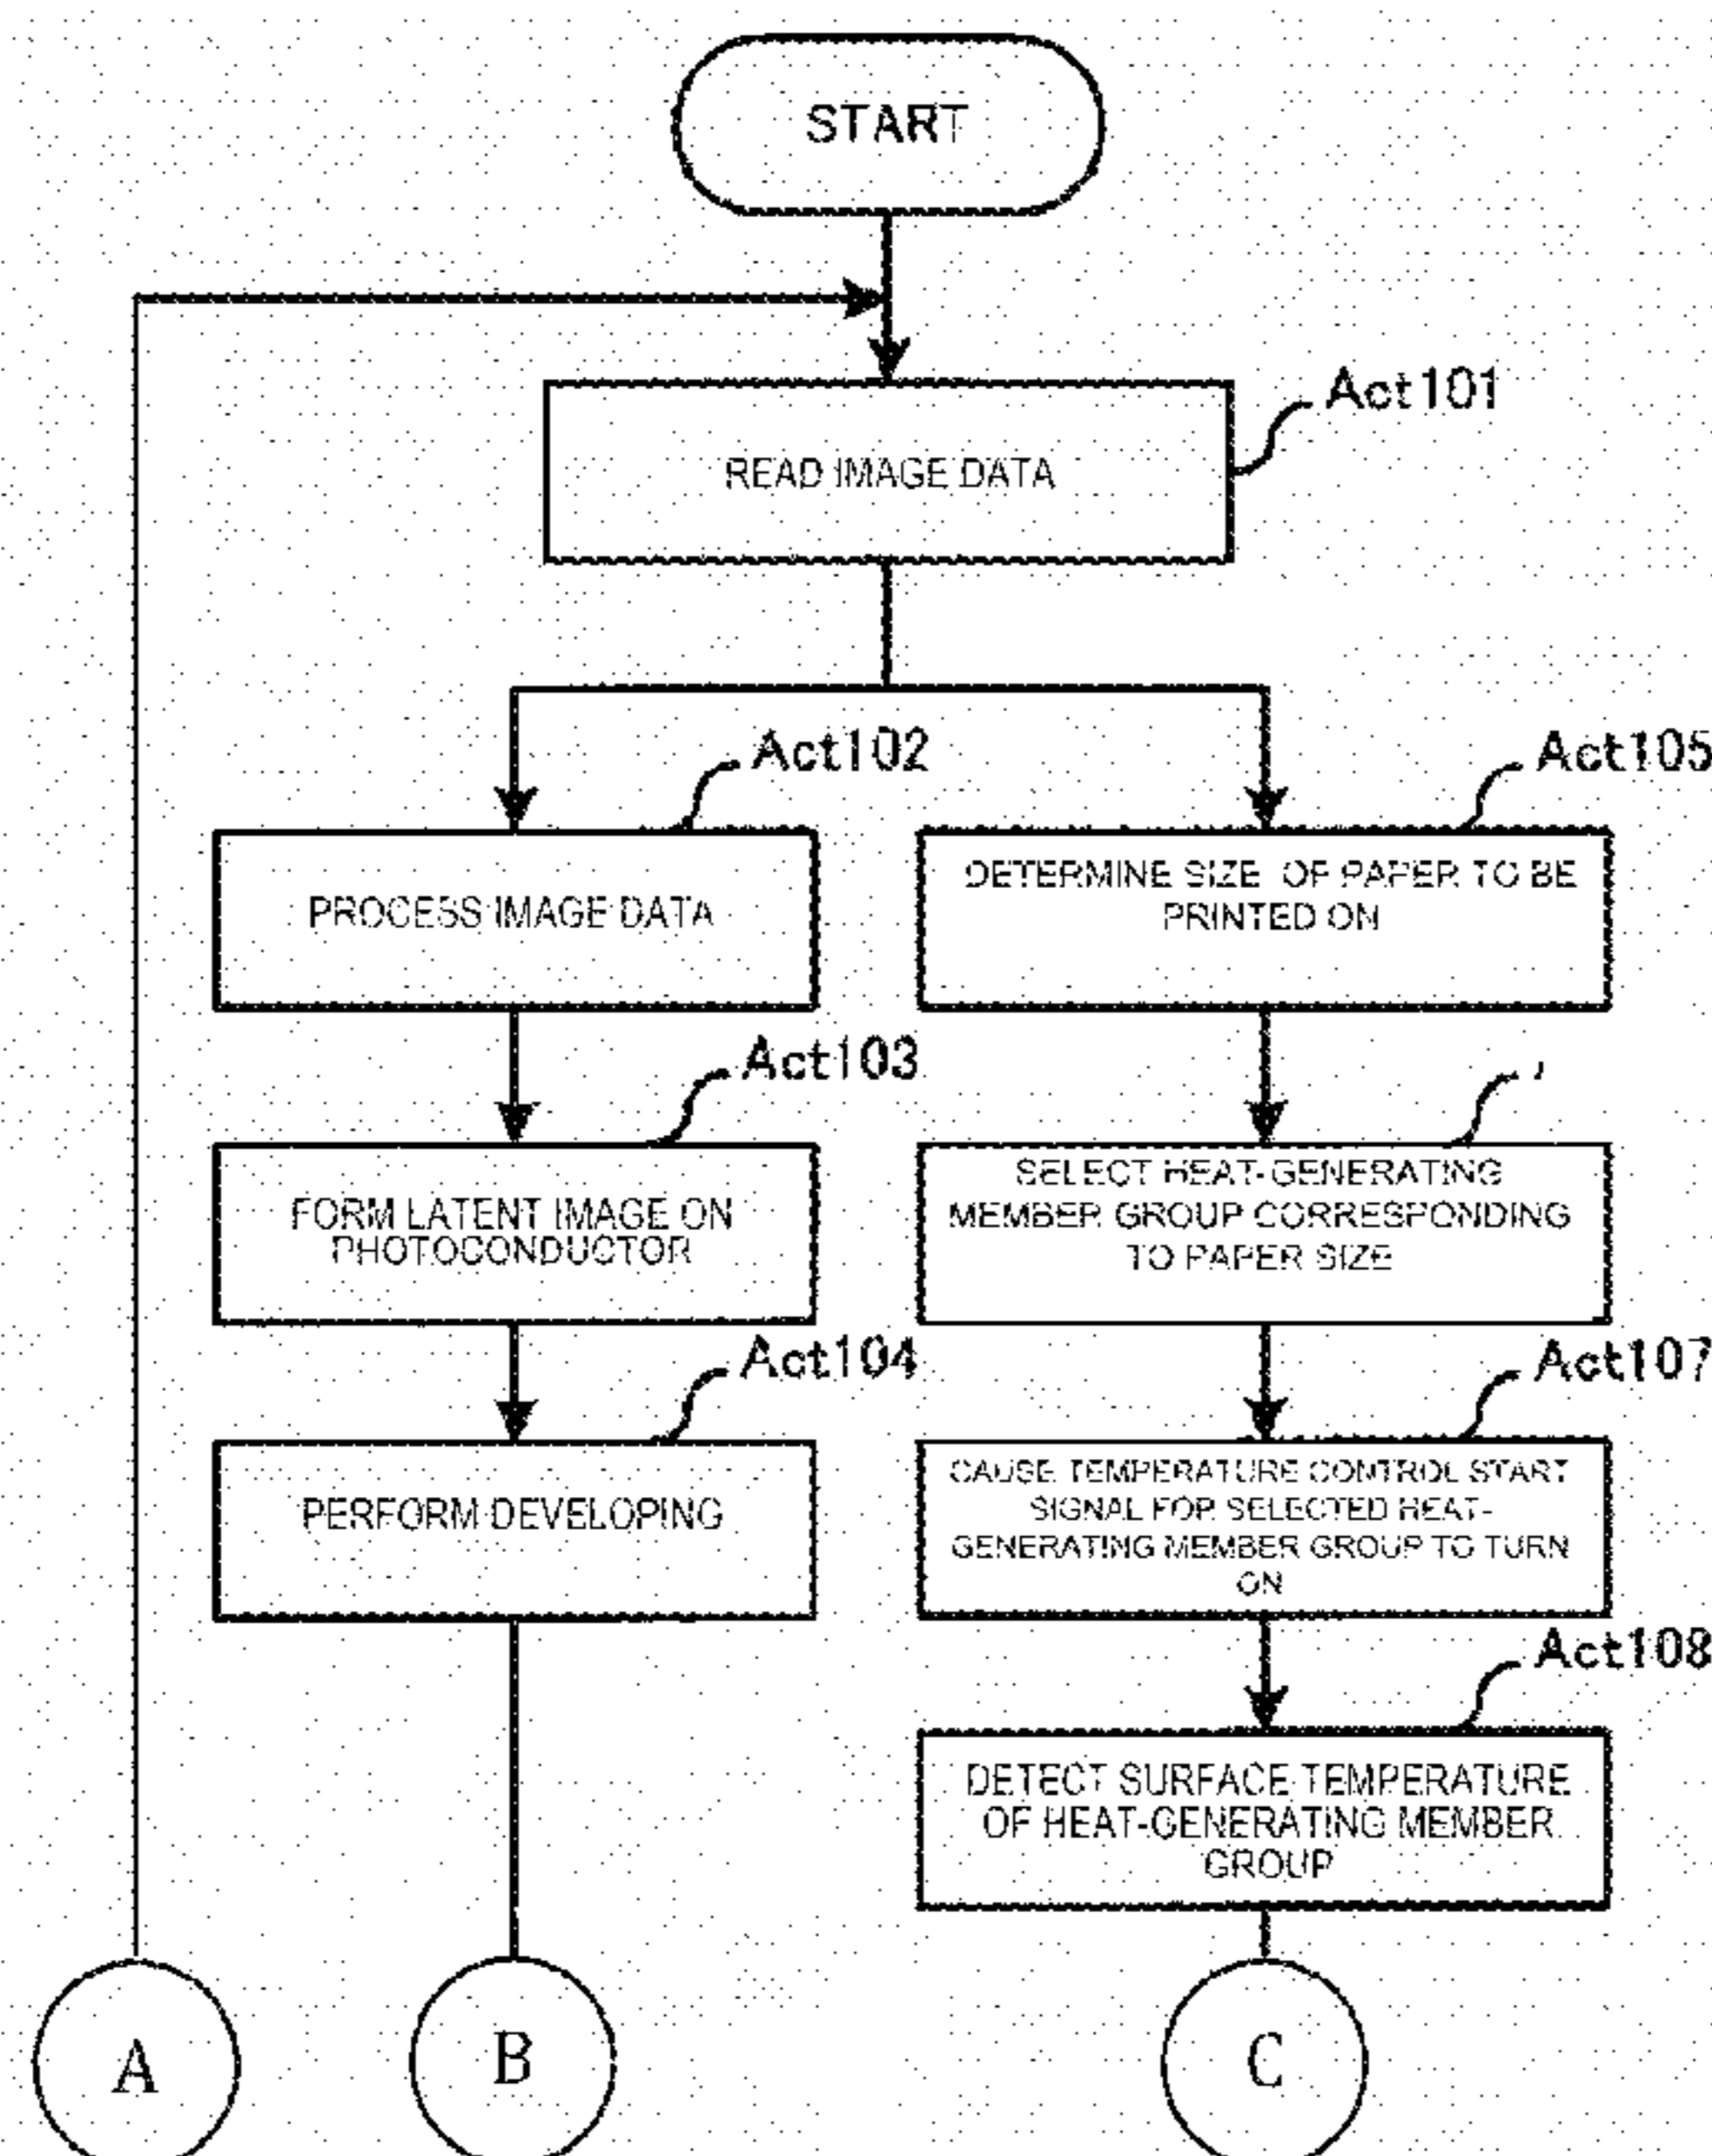 START
Act101
READ IMAGE DATA
Act102
PROCESS IMAGE DATA
Act103
FORM LATENT IMAGE ON
PHOTOCONDUCTOR
Act104
PERFORM DEVELOPING
Act105
DETERMINE SIZE OF PAPER TO BE
PRINTED ON
SELECT HEAT-GENERATING
MEMBER GROUP CORRESPONDING
TO PAPER SIZE
Act107
CAUSE TEMPERATURE CONTROL START
SIGNAL FOR SELECTED HEAT-
GENERATING MEMBER GROUP TO TURN
ON
Act108
DETECT SURFACE TEMPERATURE
OF HEAT-GENERATING MEMBER
GROUP
A
B
C